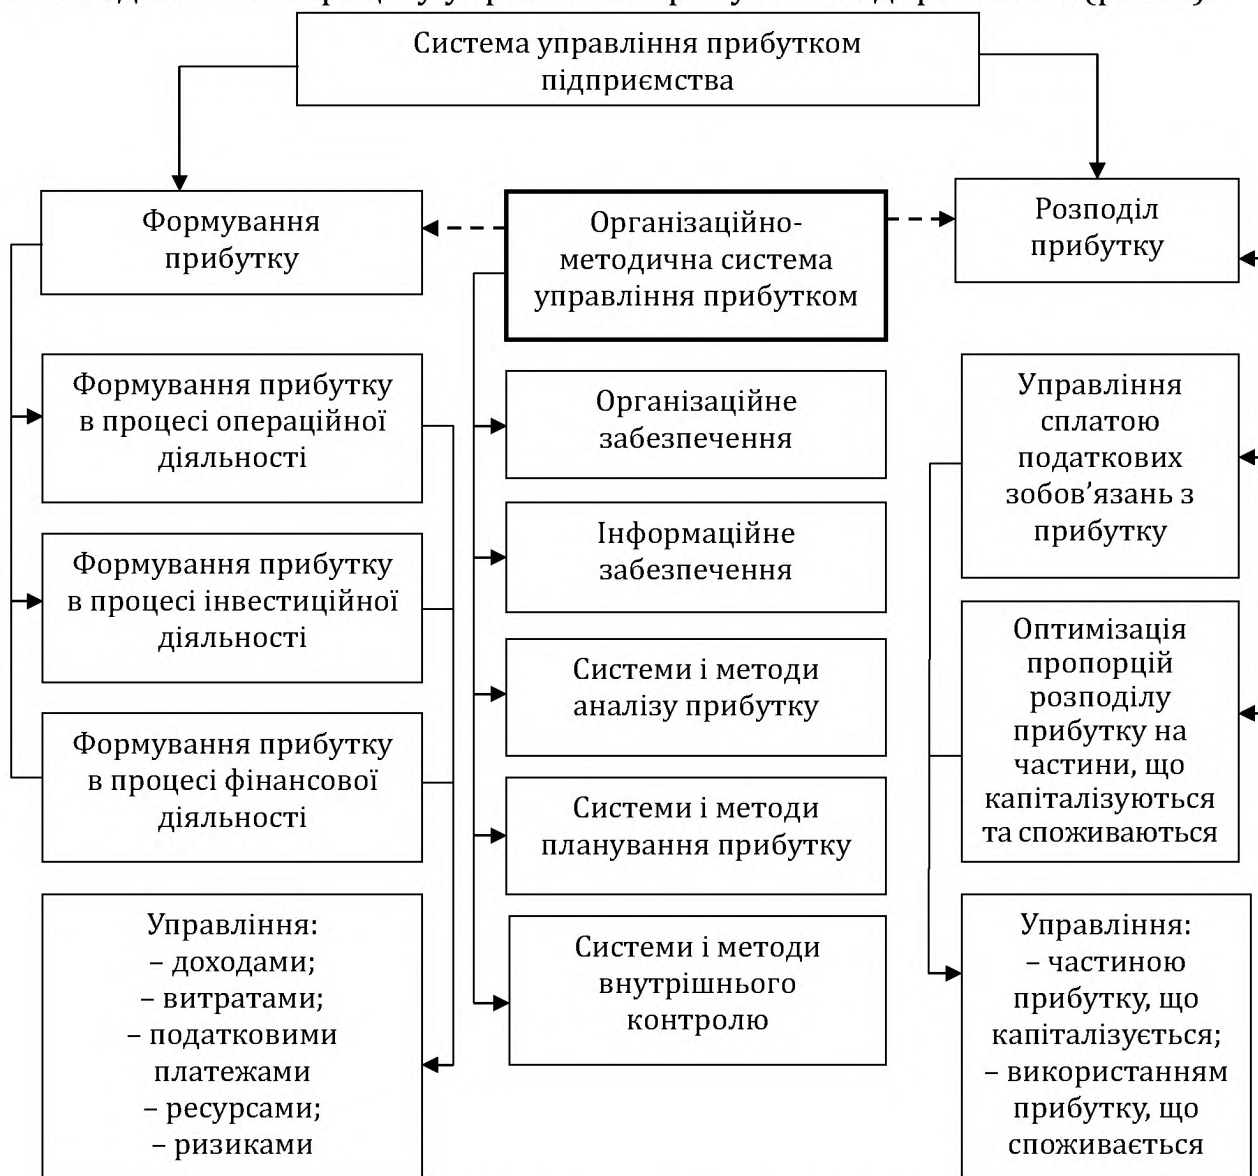 Система управління прибутком
підприємства
Формування
прибутку
Організаційно-
методична система
управління прибутком
Розподіл
прибутку
Формування прибутку
в процесі операційної
діяльності
Формування прибутку
в процесі інвестиційної
діяльності
Формування прибутку
в процесі фінансової
діяльності
Управління:
– доходами;
– витратами;
– податковими
платежами
– ресурсами;
– ризиками
Організаційне
забезпечення
Інформаційне
забезпечення
Системи і методи
аналізу прибутку
Системи і методи
планування прибутку
Системи і методи
внутрішнього
контролю
Управління
сплатою
податкових
зобов’язань з
прибутку
Оптимізація
пропорцій
розподілу
прибутку на
частини, що
капіталізуються
та споживаються
Управління:
– частиною
прибутку, що
капіталізується;
– використанням
прибутку, що
споживається